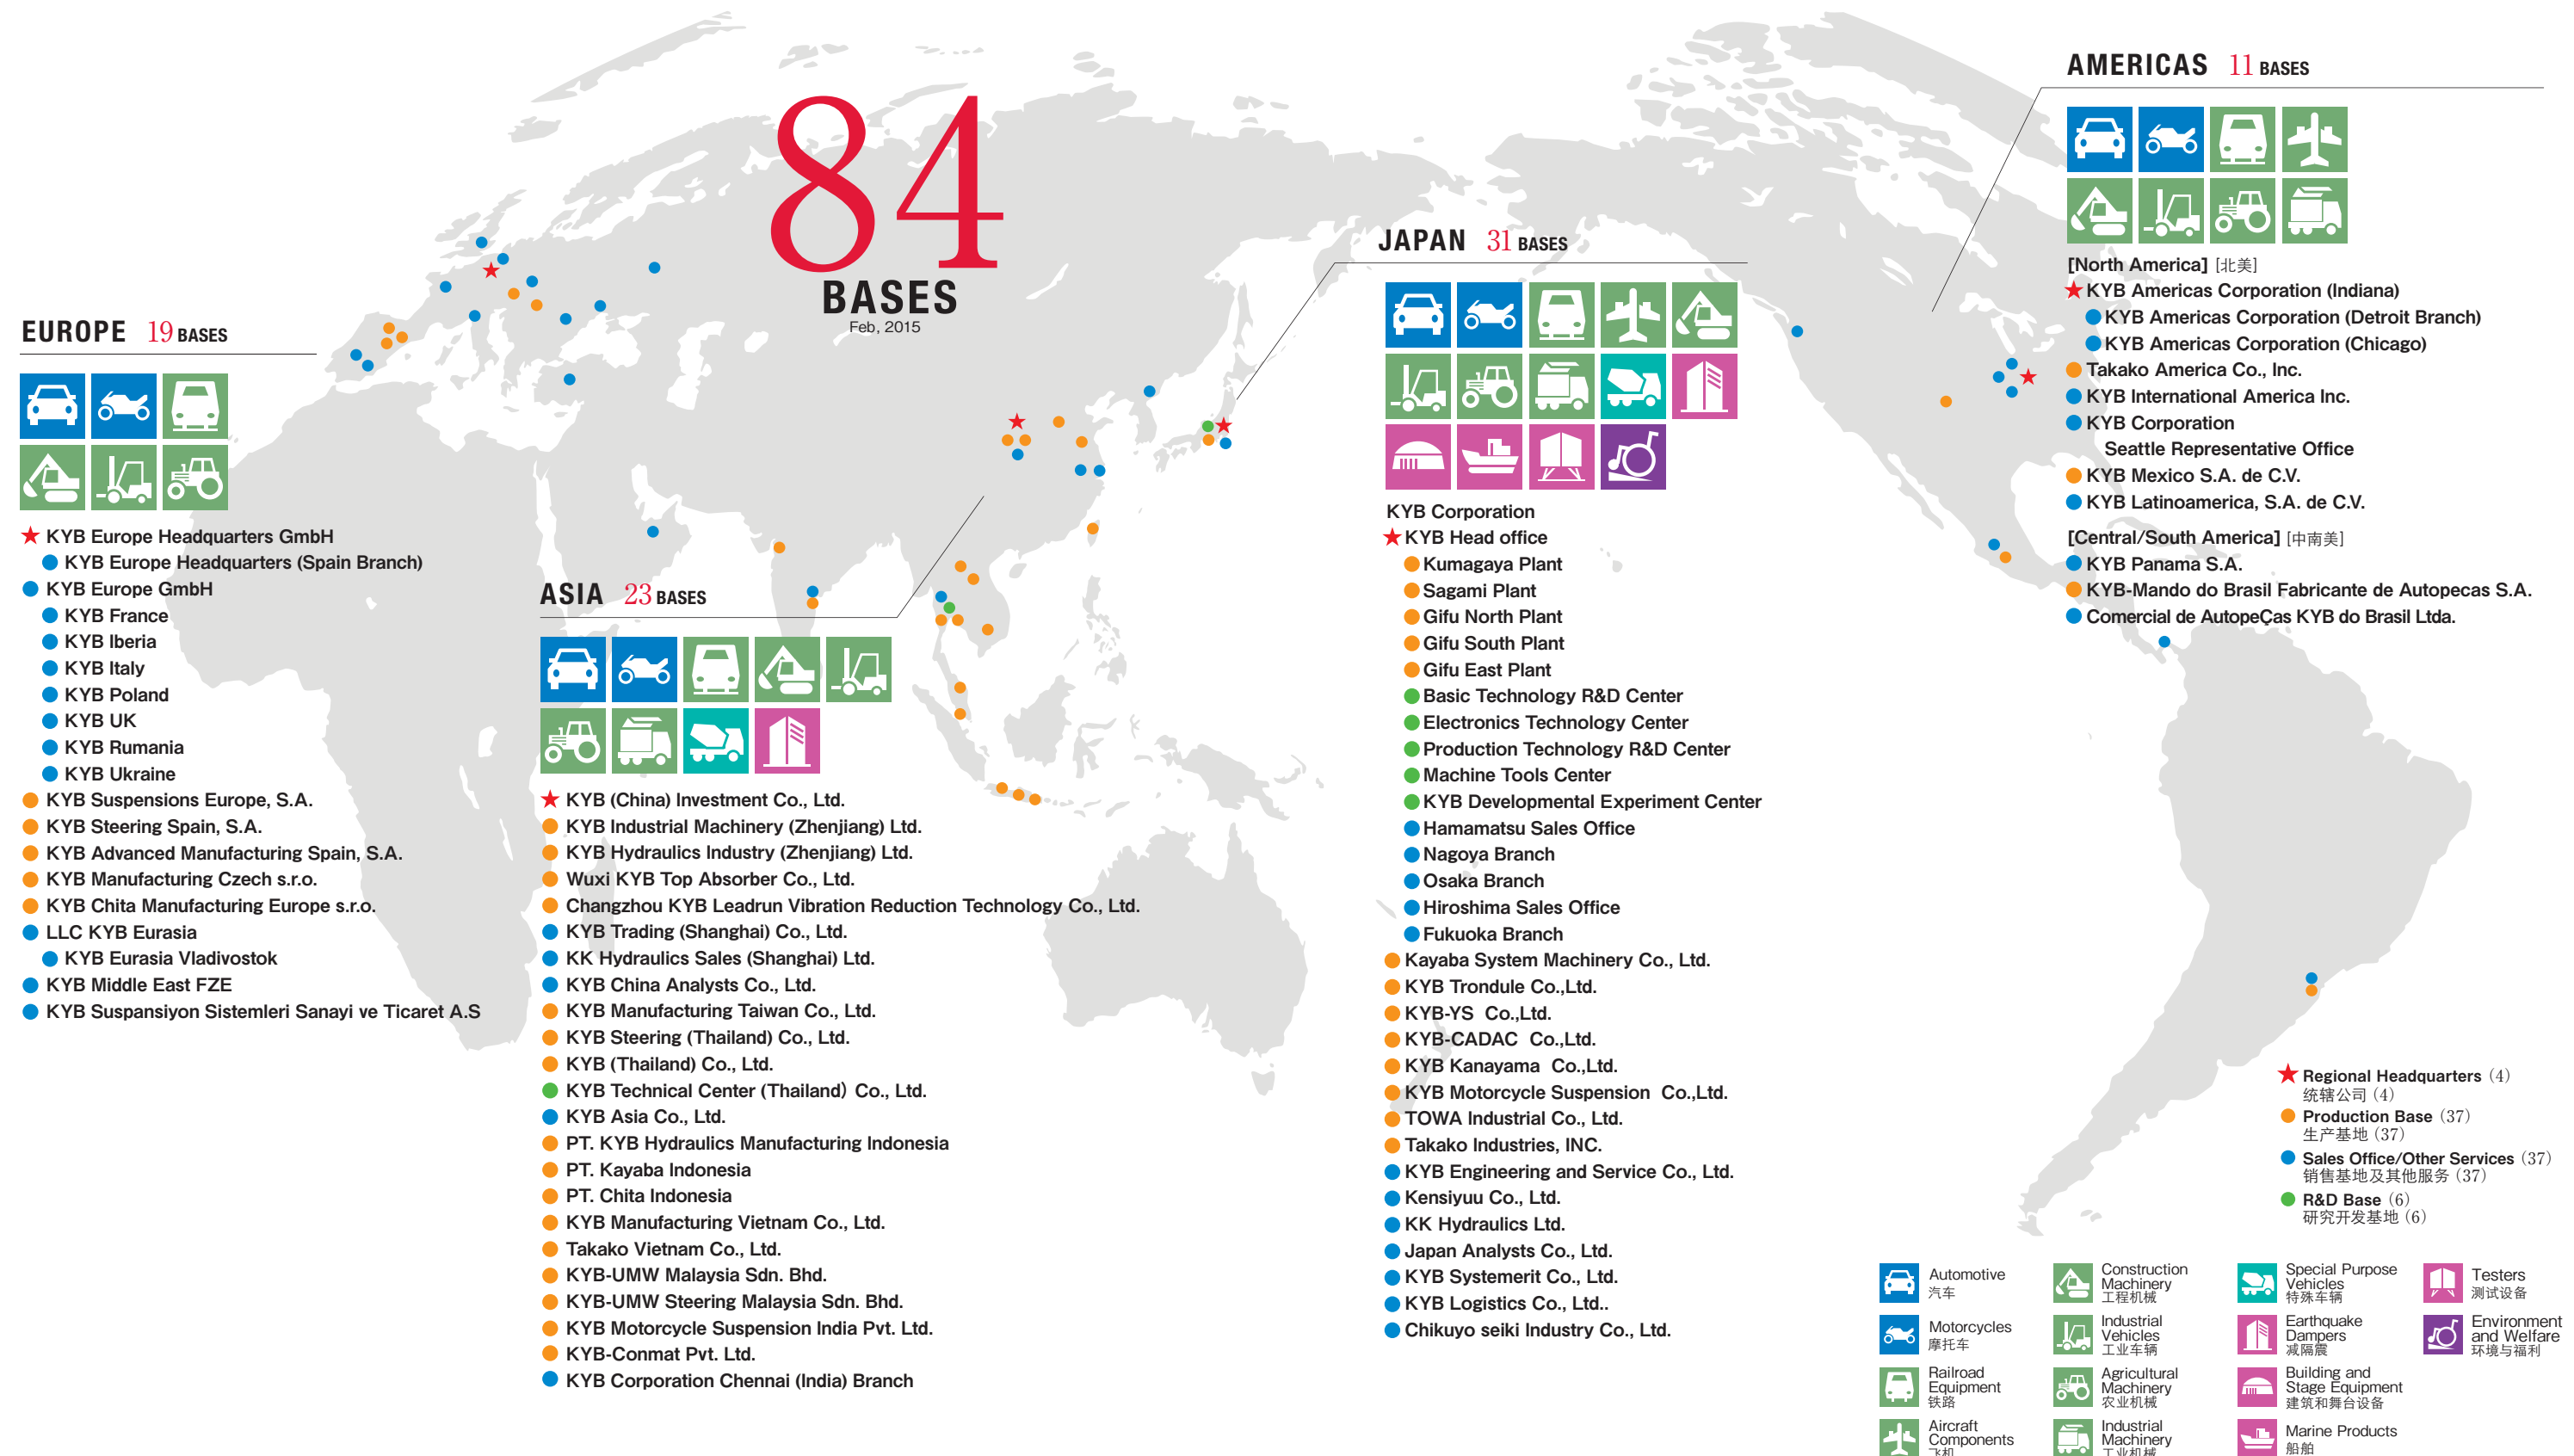 84
BASES
Feb, 2015
EUROPE 19 BASES
★ KYB Europe Headquarters GmbH
KYB Europe Headquarters (Spain Branch)
KYB Europe GmbH
KYB France
KYB Iberia
KYB Italy
KYB Poland
KYB UK
KYB Rumania
KYB Ukraine
KYB Suspensions Europe, S.A.
KYB Steering Spain, S.A.
KYB Advanced Manufacturing Spain, S.A.
KYB Manufacturing Czech s.r.o.
KYB Chita Manufacturing Europe s.r.o.
LLC KYB Eurasia
KYB Eurasia Vladivostok
KYB Middle East FZE
KYB Suspansiyon Sistemleri Sanayi ve Ticaret A.S
ASIA 23 BASES
★ KYB (China) Investment Co., Ltd.
KYB Industrial Machinery (Zhenjiang) Ltd.
KYB Hydraulics Industry (Zhenjiang) Ltd.
Wuxi KYB Top Absorber Co., Ltd.
Changzhou KYB Leadrun Vibration Reduction Technology Co., Ltd.
KYB Trading (Shanghai) Co., Ltd.
KK Hydraulics Sales (Shanghai) Ltd.
KYB China Analysts Co., Ltd.
KYB Manufacturing Taiwan Co., Ltd.
KYB Steering (Thailand) Co., Ltd.
KYB (Thailand) Co., Ltd.
KYB Technical Center (Thailand) Co., Ltd.
KYB Asia Co., Ltd.
PT. KYB Hydraulics Manufacturing Indonesia
PT. Kayaba Indonesia
PT. Chita Indonesia
KYB Manufacturing Vietnam Co., Ltd.
Takako Vietnam Co., Ltd.
KYB-UMW Malaysia Sdn. Bhd.
KYB-UMW Steering Malaysia Sdn. Bhd.
KYB Motorcycle Suspension India Pvt. Ltd.
KYB-Conmat Pvt. Ltd.
KYB Corporation Chennai (India) Branch
JAPAN 31 BASES
KYB Corporation
★ KYB Head office
Kumagaya Plant
Sagami Plant
Gifu North Plant
Gifu South Plant
Gifu East Plant
Basic Technology R&D Center
Electronics Technology Center
Production Technology R&D Center
Machine Tools Center
KYB Developmental Experiment Center
Hamamatsu Sales Office
Nagoya Branch
Osaka Branch
Hiroshima Sales Office
Fukuoka Branch
Kayaba System Machinery Co., Ltd.
KYB Trondule Co.,Ltd.
KYB-YS Co.,Ltd.
KYB-CADAC Co.,Ltd.
KYB Kanayama Co.,Ltd.
KYB Motorcycle Suspension Co.,Ltd.
TOWA Industrial Co., Ltd.
Takako Industries, INC.
KYB Engineering and Service Co., Ltd.
Kensiyuu Co., Ltd.
KK Hydraulics Ltd.
Japan Analysts Co., Ltd.
KYB Systemerit Co., Ltd.
KYB Logistics Co., Ltd..
Chikuyo seiki Industry Co., Ltd.
AMERICAS 11 BASES
[North America] [北美]
★ KYB Americas Corporation (Indiana)
KYB Americas Corporation (Detroit Branch)
KYB Americas Corporation (Chicago)
Takako America Co., Inc.
KYB International America Inc.
KYB Corporation
Seattle Representative Office
KYB Mexico S.A. de C.V.
KYB Latinoamerica, S.A. de C.V.
[Central/South America] [中南美]
KYB Panama S.A.
KYB-Mando do Brasil Fabricante de Autopecas S.A.
Comercial de AutopeÇas KYB do Brasil Ltda.
★ Regional Headquarters (4)
统辖公司 (4)
Production Base (37)
生产基地 (37)
Sales Office/Other Services (37)
销售基地及其他服务 (37)
R&D Base (6)
研究开发基地 (6)
Automotive
汽车
Motorcycles
摩托车
Railroad
Equipment
铁路
Aircraft
Components
飞机
Construction
Machinery
工程机械
Industrial
Vehicles
工业车辆
Agricultural
Machinery
农业机械
Industrial
Machinery
工业机械
Special Purpose
Vehicles
特殊车辆
Earthquake
Dampers
减隔震
Building and
Stage Equipment
建筑和舞台设备
Marine Products
船舶
Testers
测试设备
Environment
and Welfare
环境与福利